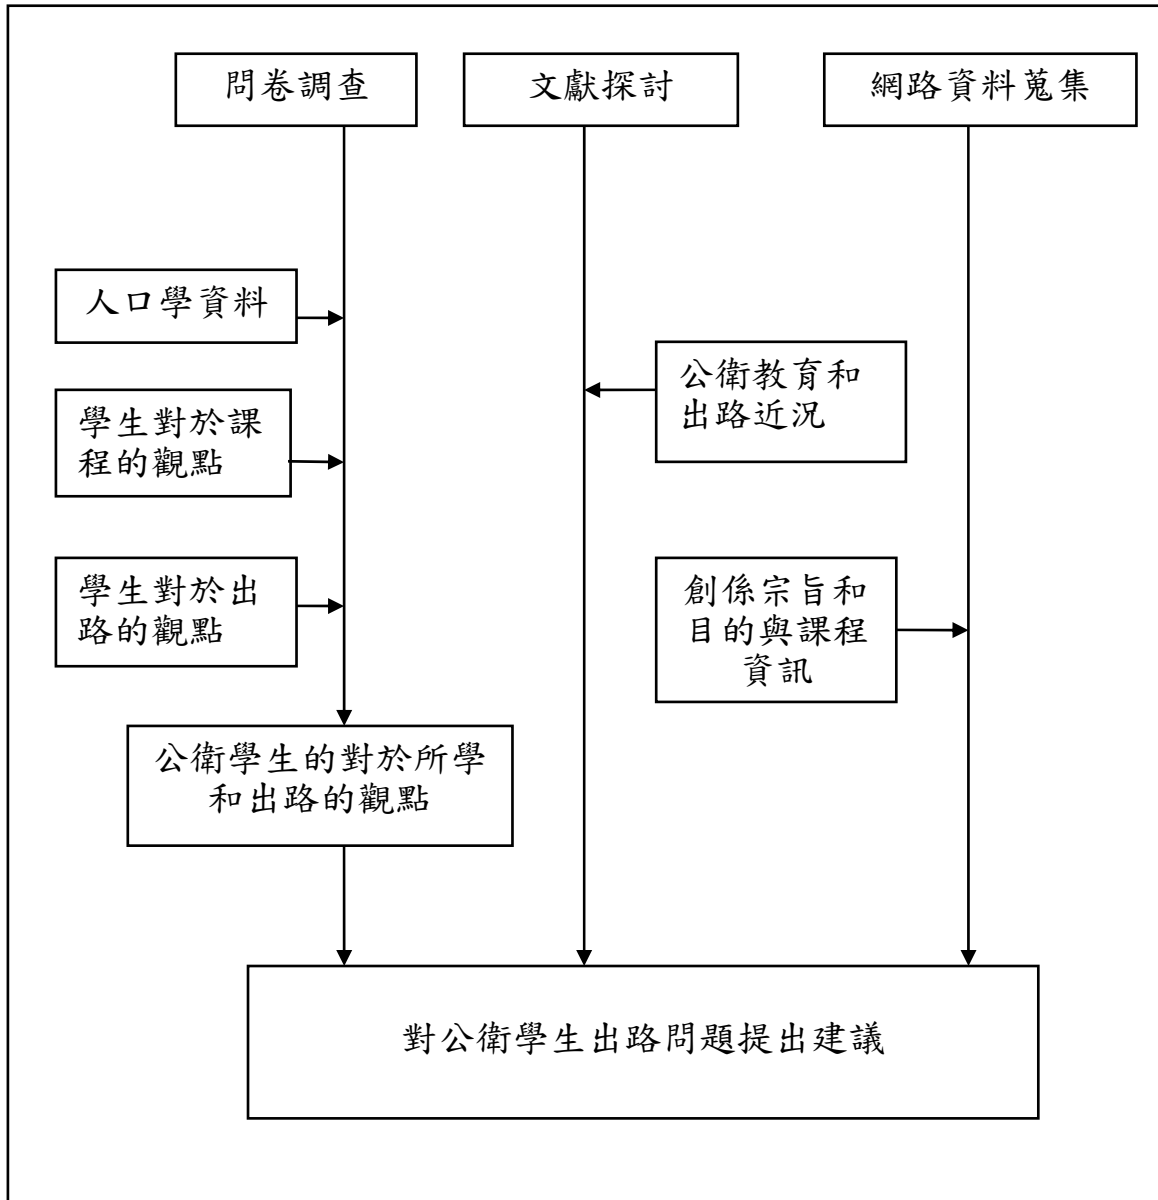 問卷調查
文獻探討
網路資料蒐集
人口學資料
公衛教育和
出路近況
學生對於課
程的觀點
學生對於出
路的觀點
創係宗旨和
目的與課程
資訊
公衛學生的對於所學
和出路的觀點
對公衛學生出路問題提出建議